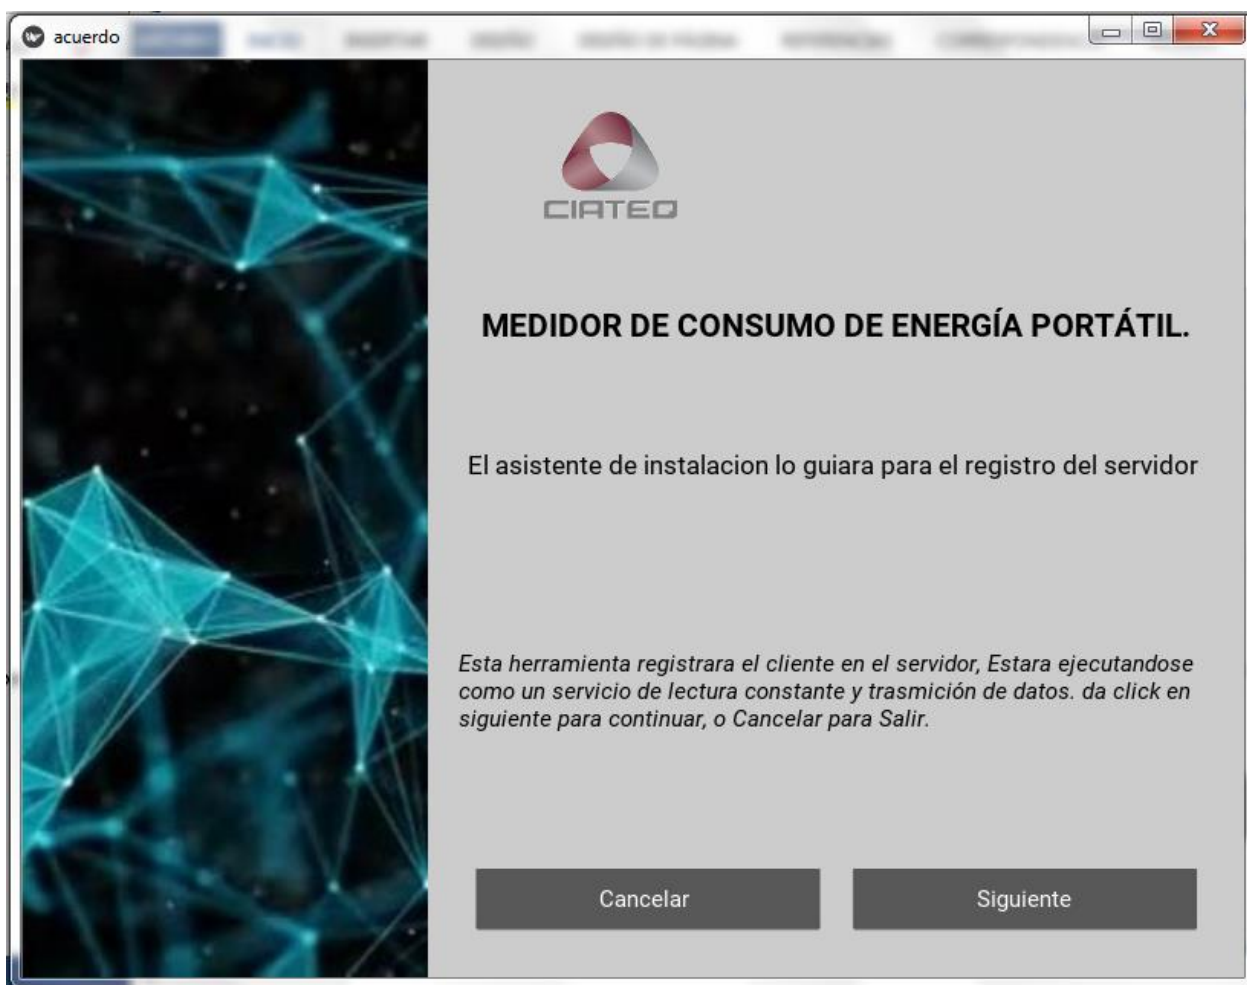 acuerdo
CIATEQ
MEDIDOR DE CONSUMO DE ENERGÍA PORTÁTIL.
El asistente de instalacion lo guiara para el registro del servidor
Esta herramienta registrara el cliente en el servidor, Estara ejecutandose
como un servicio de lectura constante y trasmición de datos. da click en
siguiente para continuar, o Cancelar para Salir.
Cancelar
Siguiente